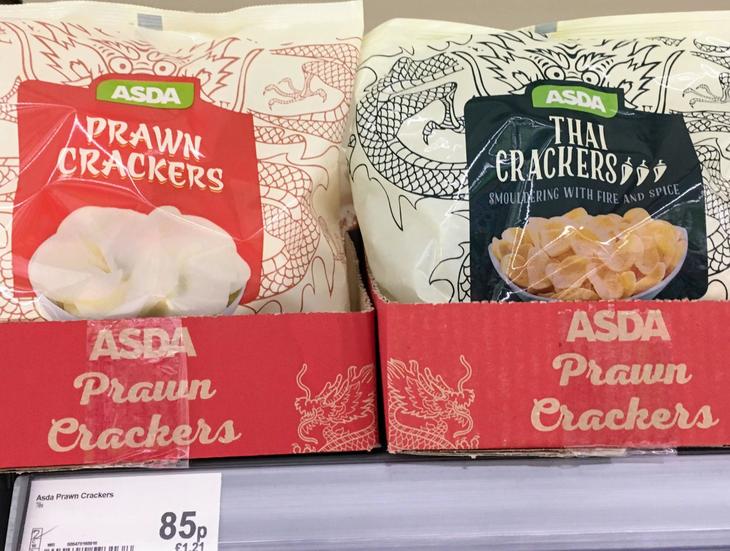 ASDA
PRAWN
CRACKERS
ASDA
THAI
CRACKERS
SMOULDERING WITH FIRE AND SPICE
ASDA
Prawn
Crackers
ASDA
Prawn
Crackers
Asda Prawn Crackers
85p
£1.21